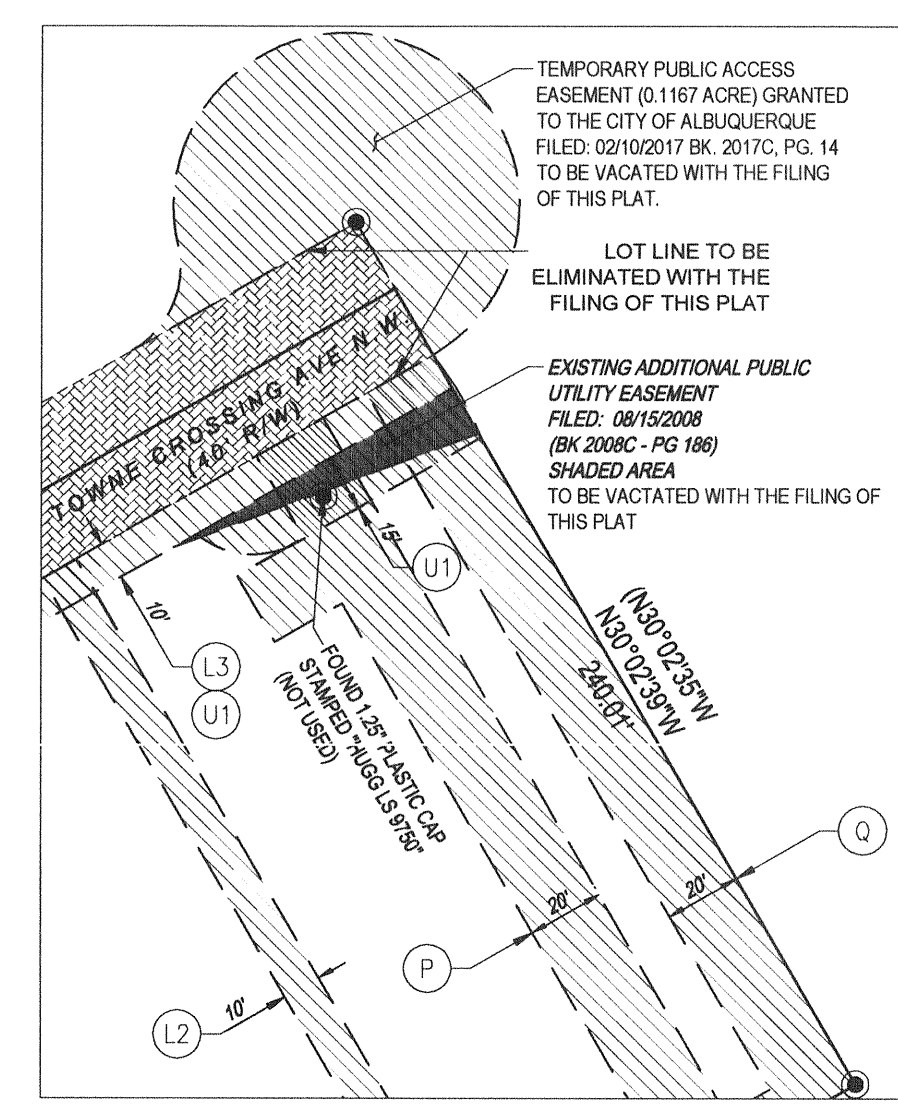 TEMPORARY PUBLIC ACCESS
EASEMENT (0.1167 ACRE) GRANTED
TO THE CITY OF ALBUQUERQUE
FILED: 02/10/2017 BK. 2017C, PG. 14
TO BE VACATED WITH THE FILING
OF THIS PLAT.
LOT LINE TO BE
ELIMINATED WITH THE
FILING OF THIS PLAT
TOWNE CROSSING AVE N.W.
(46' R/W)
EXISTING ADDITIONAL PUBLIC
UTILITY EASEMENT
FILED: 08/15/2008
(BK 2008C - PG 186)
SHADED AREA
TO BE VACTATED WITH THE FILING OF
THIS PLAT
15'
U1
10'
L3
U1
FOUND 1.25" PLASTIC CAP
STAMPED "HUGG LS 9750"
(NOT USED)
(N30°02'35"W
N30°02'39"W
240.01'
Q
20'
20'
P
10'
L2